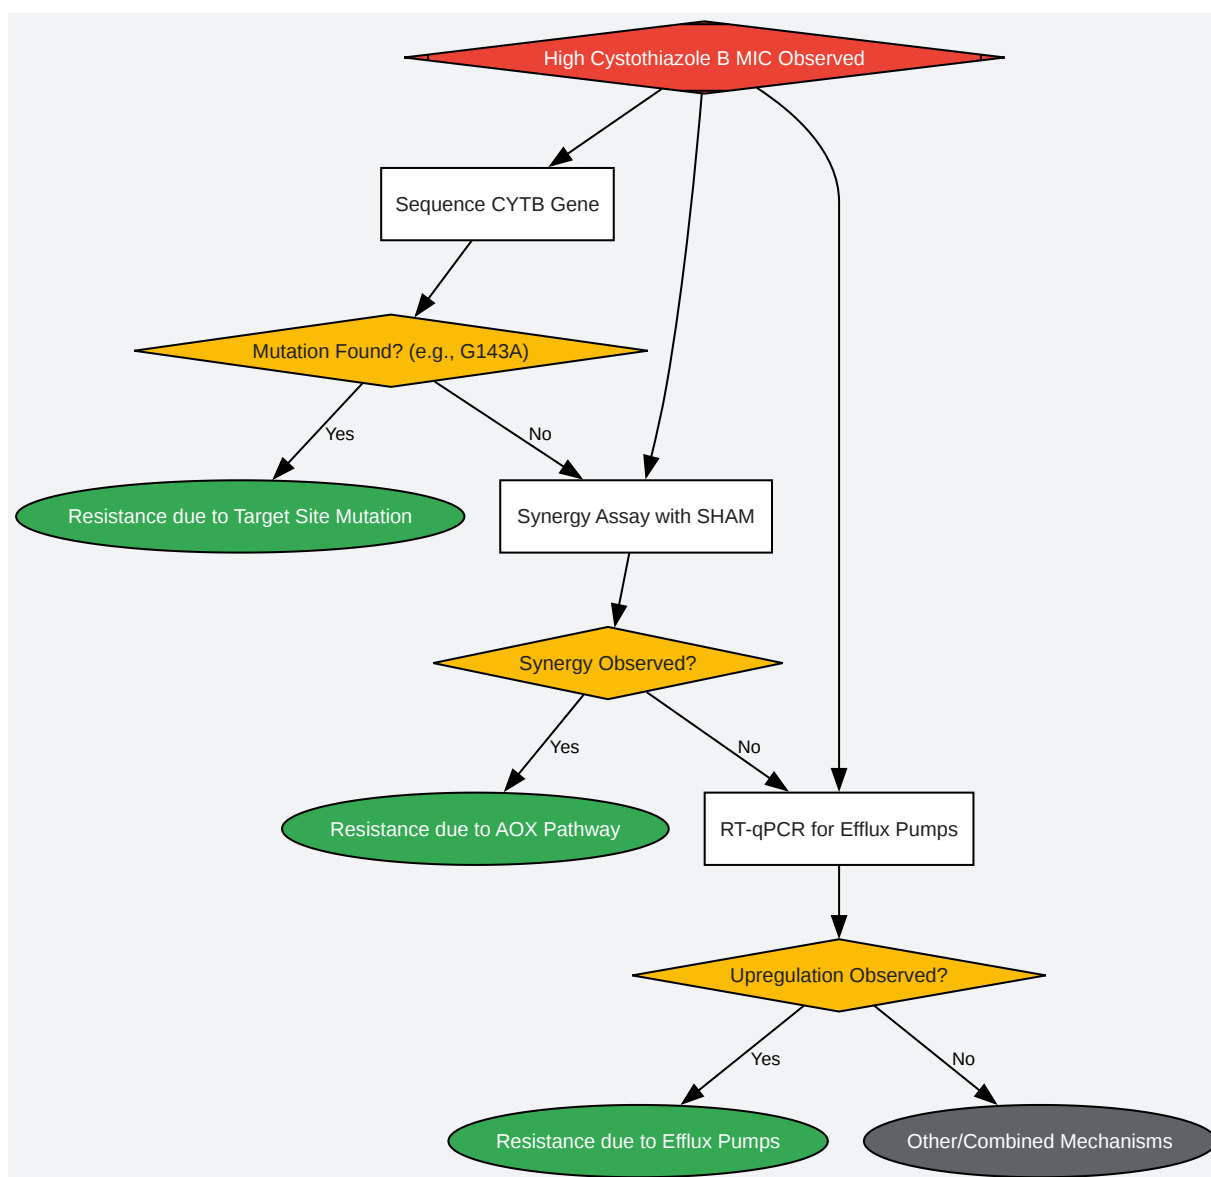 High Cystothiazole B MIC Observed
Sequence CYTB Gene
Mutation Found? (e.g., G143A)
Yes
No
Resistance due to Target Site Mutation
Synergy Assay with SHAM
Synergy Observed?
Yes
No
Resistance due to AOX Pathway
RT-qPCR for Efflux Pumps
Upregulation Observed?
Yes
No
Resistance due to Efflux Pumps
Other/Combined Mechanisms